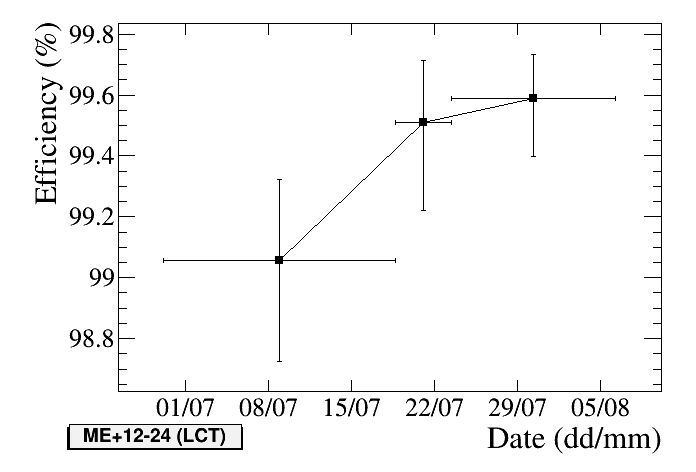 Efficiency (%)
99.8
99.6
99.4
99.2
99
98.8
01/07 08/07 15/07 22/07 29/07 05/08
ME+12-24 (LCT)
Date (dd/mm)